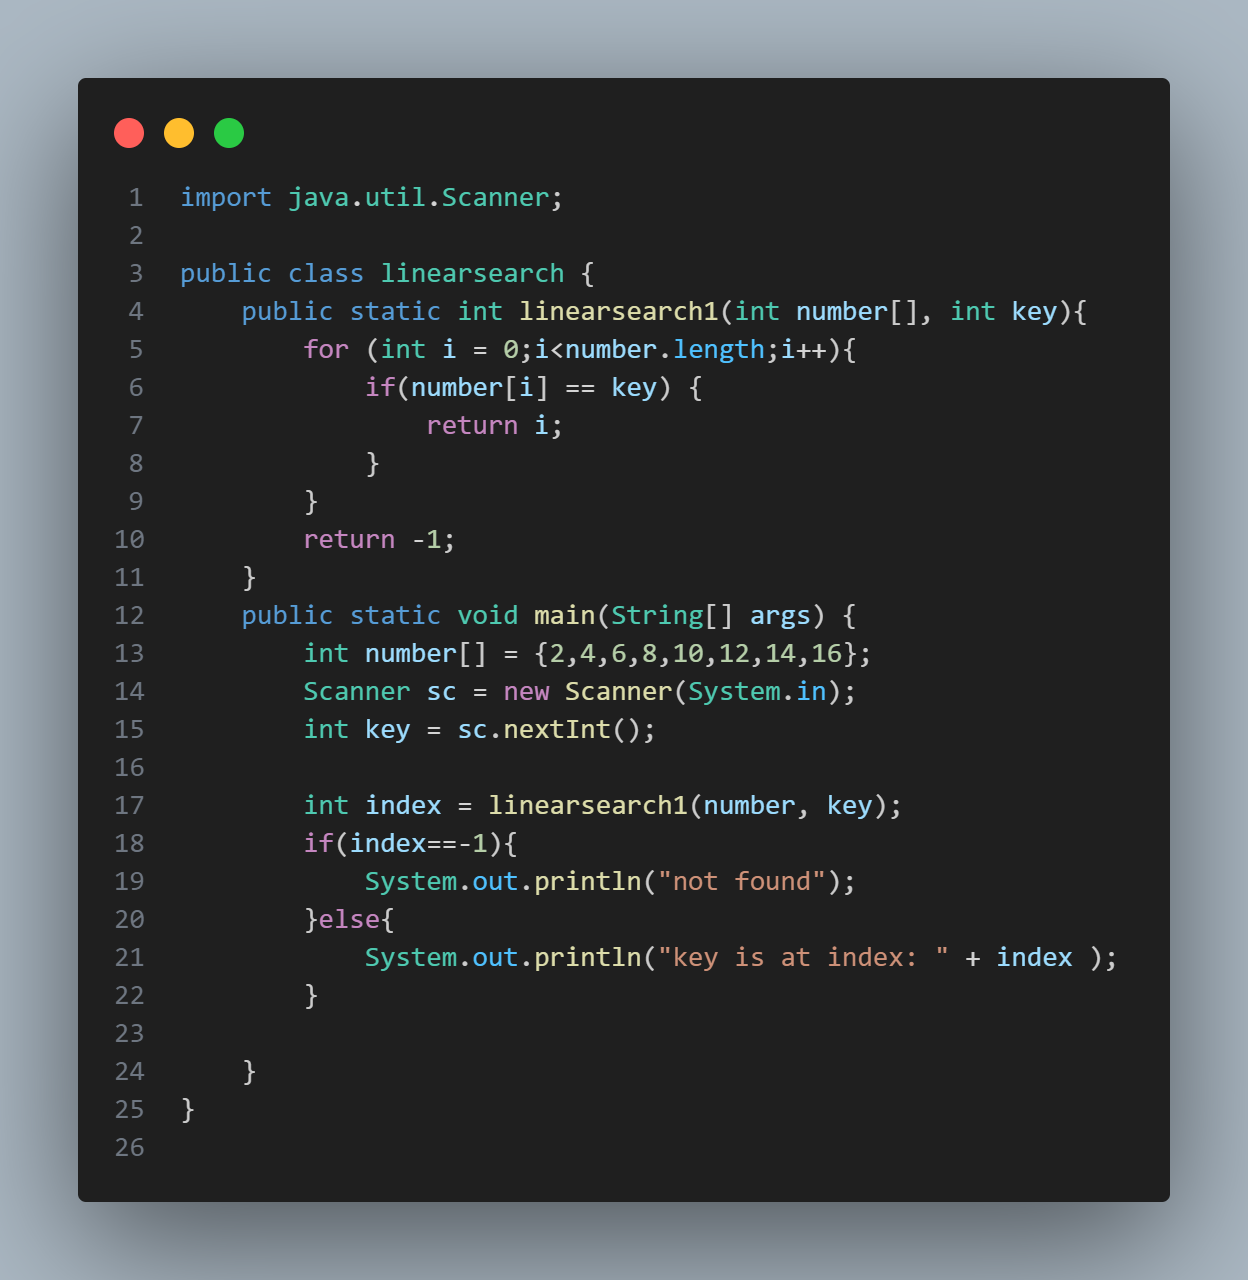 1 import java.util.Scanner;
2
3 public class linearsearch {
4     public static int linearsearch1(int number[], int key){
5         for (int i = 0;i<number.length;i++){
6             if(number[i] == key) {
7                 return i;
8             }
9         }
10         return -1;
11     }
12     public static void main(String[] args) {
13         int number[] = {2,4,6,8,10,12,14,16};
14         Scanner sc = new Scanner(System.in);
15         int key = sc.nextInt();
16
17         int index = linearsearch1(number, key);
18         if(index==-1){
19             System.out.println("not found");
20         }else{
21             System.out.println("key is at index: " + index );
22         }
23
24     }
25 }
26